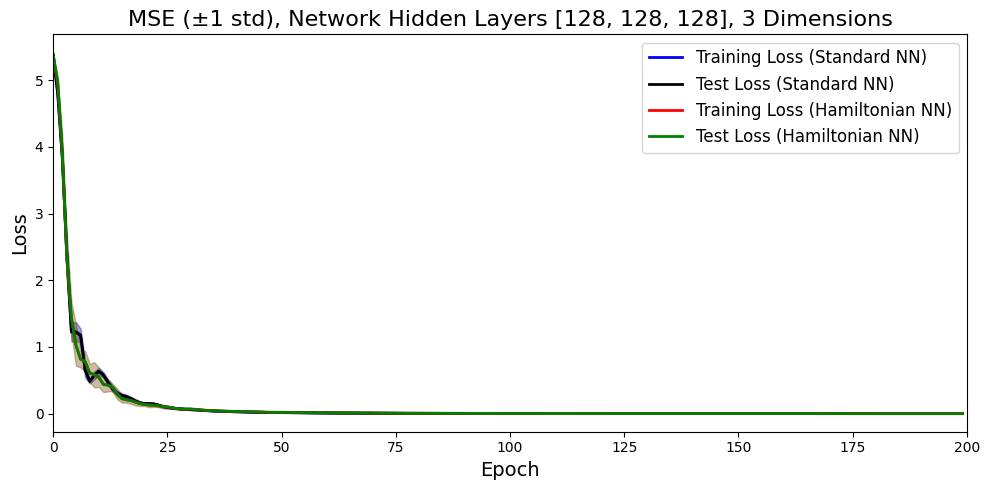 MSE (±1 std), Network Hidden Layers [128, 128, 128], 3 Dimensions
Training Loss (Standard NN)
Test Loss (Standard NN)
Training Loss (Hamiltonian NN)
Test Loss (Hamiltonian NN)
Loss
5
4
3
2
1
0
0 25 50 75 100 125 150 175 200
Epoch